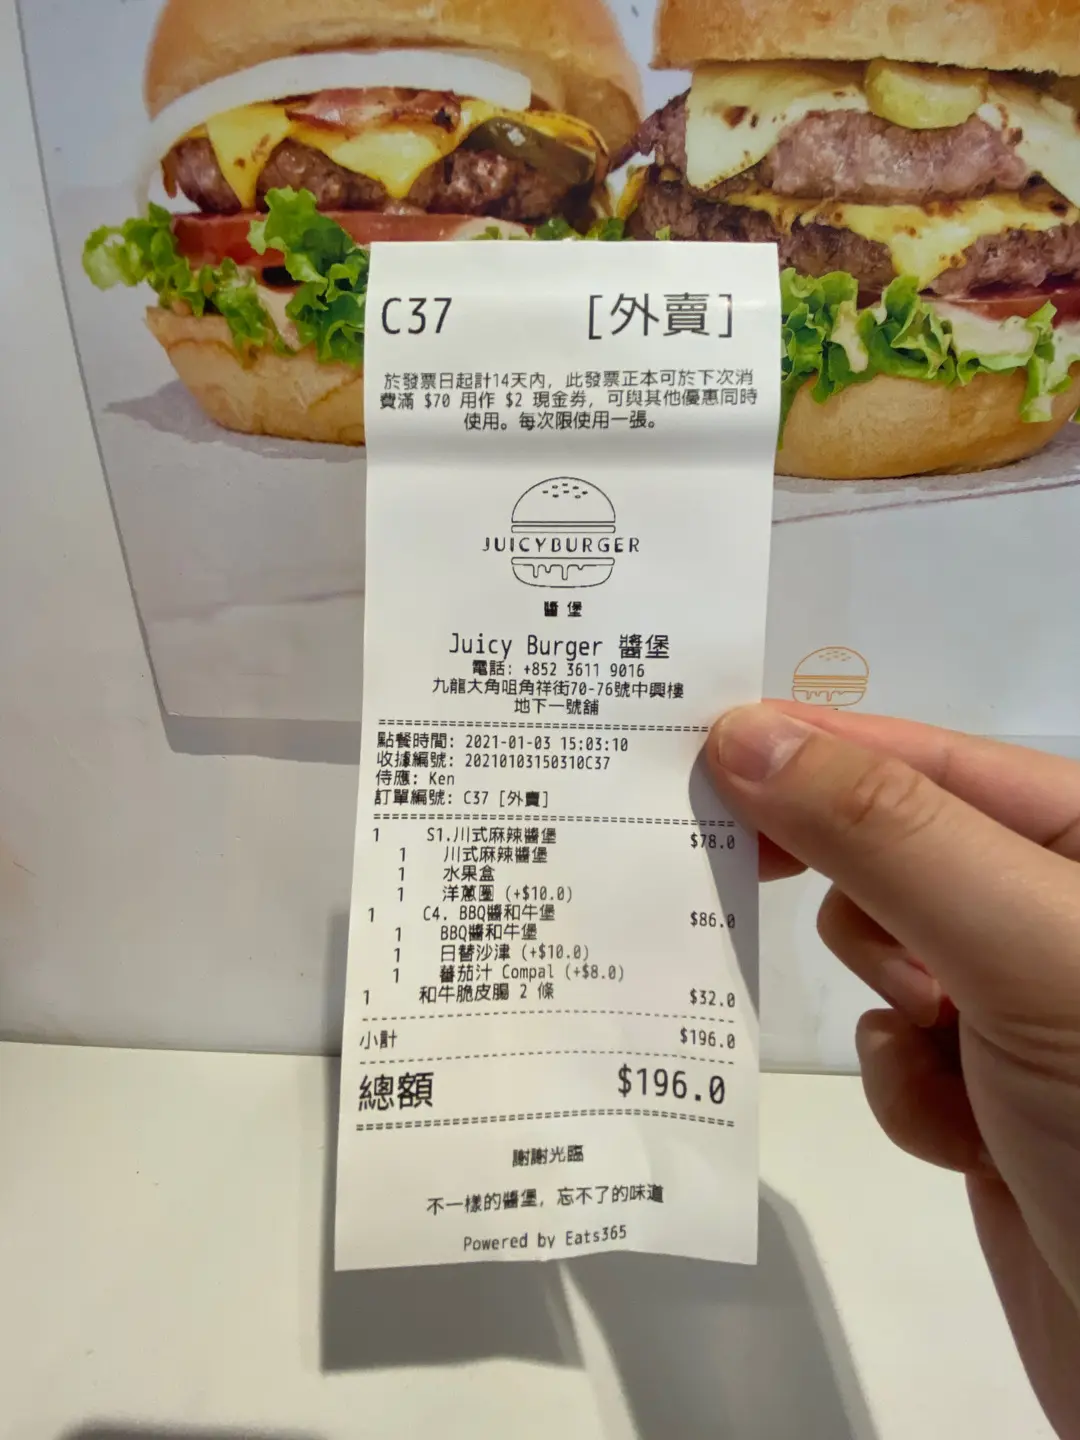 C37 [外賣]
於發票日起計14天內, 此發票正本可於下次消
費滿 $70 用作 $2 現金券, 可與其他優惠同時
使用。每次限使用一張。
JUICYBURGER
醬堡
Juicy Burger 醬堡
電話: +852 3611 9016
九龍大角咀角祥街70-76號中興樓
地下一號舖
點餐時間: 2021-01-03 15:03:10
收據編號: 20210103150310C37
侍應: Ken
訂單編號: C37 [外賣]
1 S1.川式麻辣醬堡 $78.0
1 川式麻辣醬堡
1 水果盒
1 洋蔥圈 (+$10.0)
1 C4. BBQ醬和牛堡 $86.0
1 BBQ醬和牛堡
1 日替沙津 (+$10.0)
1 蕃茄汁 Compal (+$8.0)
1 和牛脆皮腸 2 條 $32.0
小計 $196.0
總額 $196.0
謝謝光臨
不一樣的醬堡, 忘不了的味道
Powered by Eats365